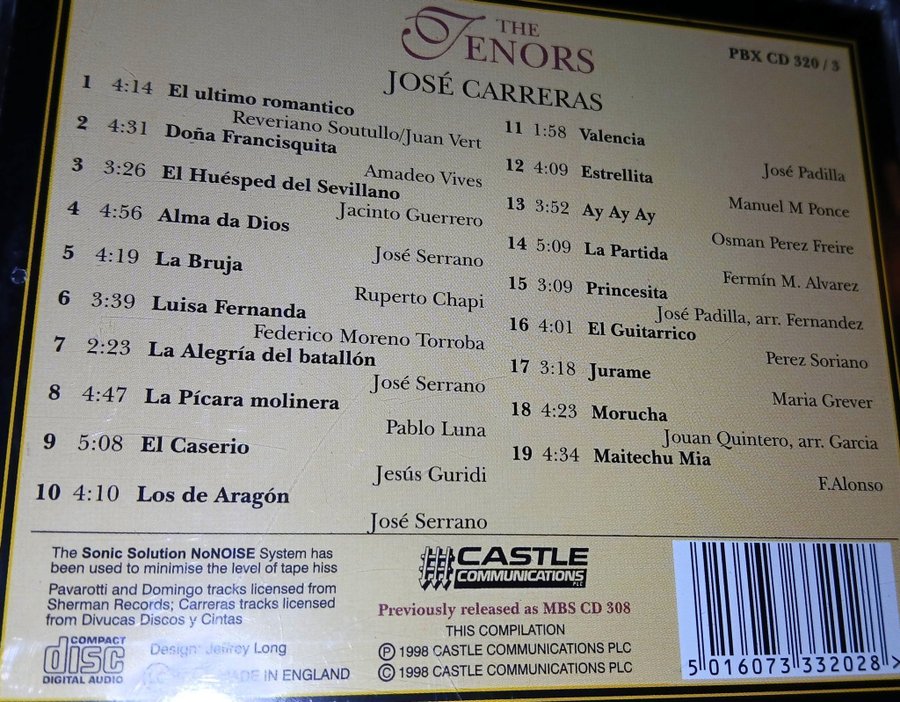 THE
TENORS
JOSÉ CARRERAS
PBX CD 320 / 3
1 4:14 El ultimo romantico
Reveriano Soutullo/Juan Vert
2 4:31 Doña Francisquita
Amadeo Vives
3 3:26 El Huésped del Sevillano
Jacinto Guerrero
4 4:56 Alma da Dios
José Serrano
5 4:19 La Bruja
Ruperto Chapi
6 3:39 Luisa Fernanda
Federico Moreno Torroba
7 2:23 La Alegría del batallón
José Serrano
8 4:47 La Pícara molinera
Pablo Luna
9 5:08 El Caserio
Jesús Guridi
10 4:10 Los de Aragón
José Serrano
11 1:58 Valencia
José Padilla
12 4:09 Estrellita
Manuel M Ponce
13 3:52 Ay Ay Ay
Osman Perez Freire
14 5:09 La Partida
Fermín M. Alvarez
15 3:09 Princesita
José Padilla, arr. Fernandez
16 4:01 El Guitarrico
Perez Soriano
17 3:18 Jurame
Maria Grever
18 4:23 Morucha
Jouan Quintero, arr. Garcia
19 4:34 Maitechu Mia
F.Alonso
The Sonic Solution NoNOISE System has
been used to minimise the level of tape hiss
Pavarotti and Domingo tracks licensed from
Sherman Records; Carreras tracks licensed
from Divucas Discos y Cintas
COMPACT
disc
DIGITAL AUDIO
Design: Jeffrey Long
MADE IN ENGLAND
CASTLE
COMMUNICATIONS
PLC
Previously released as MBS CD 308
THIS COMPILATION
Ⓟ 1998 CASTLE COMMUNICATIONS PLC
© 1998 CASTLE COMMUNICATIONS PLC
5 016073 332028 >